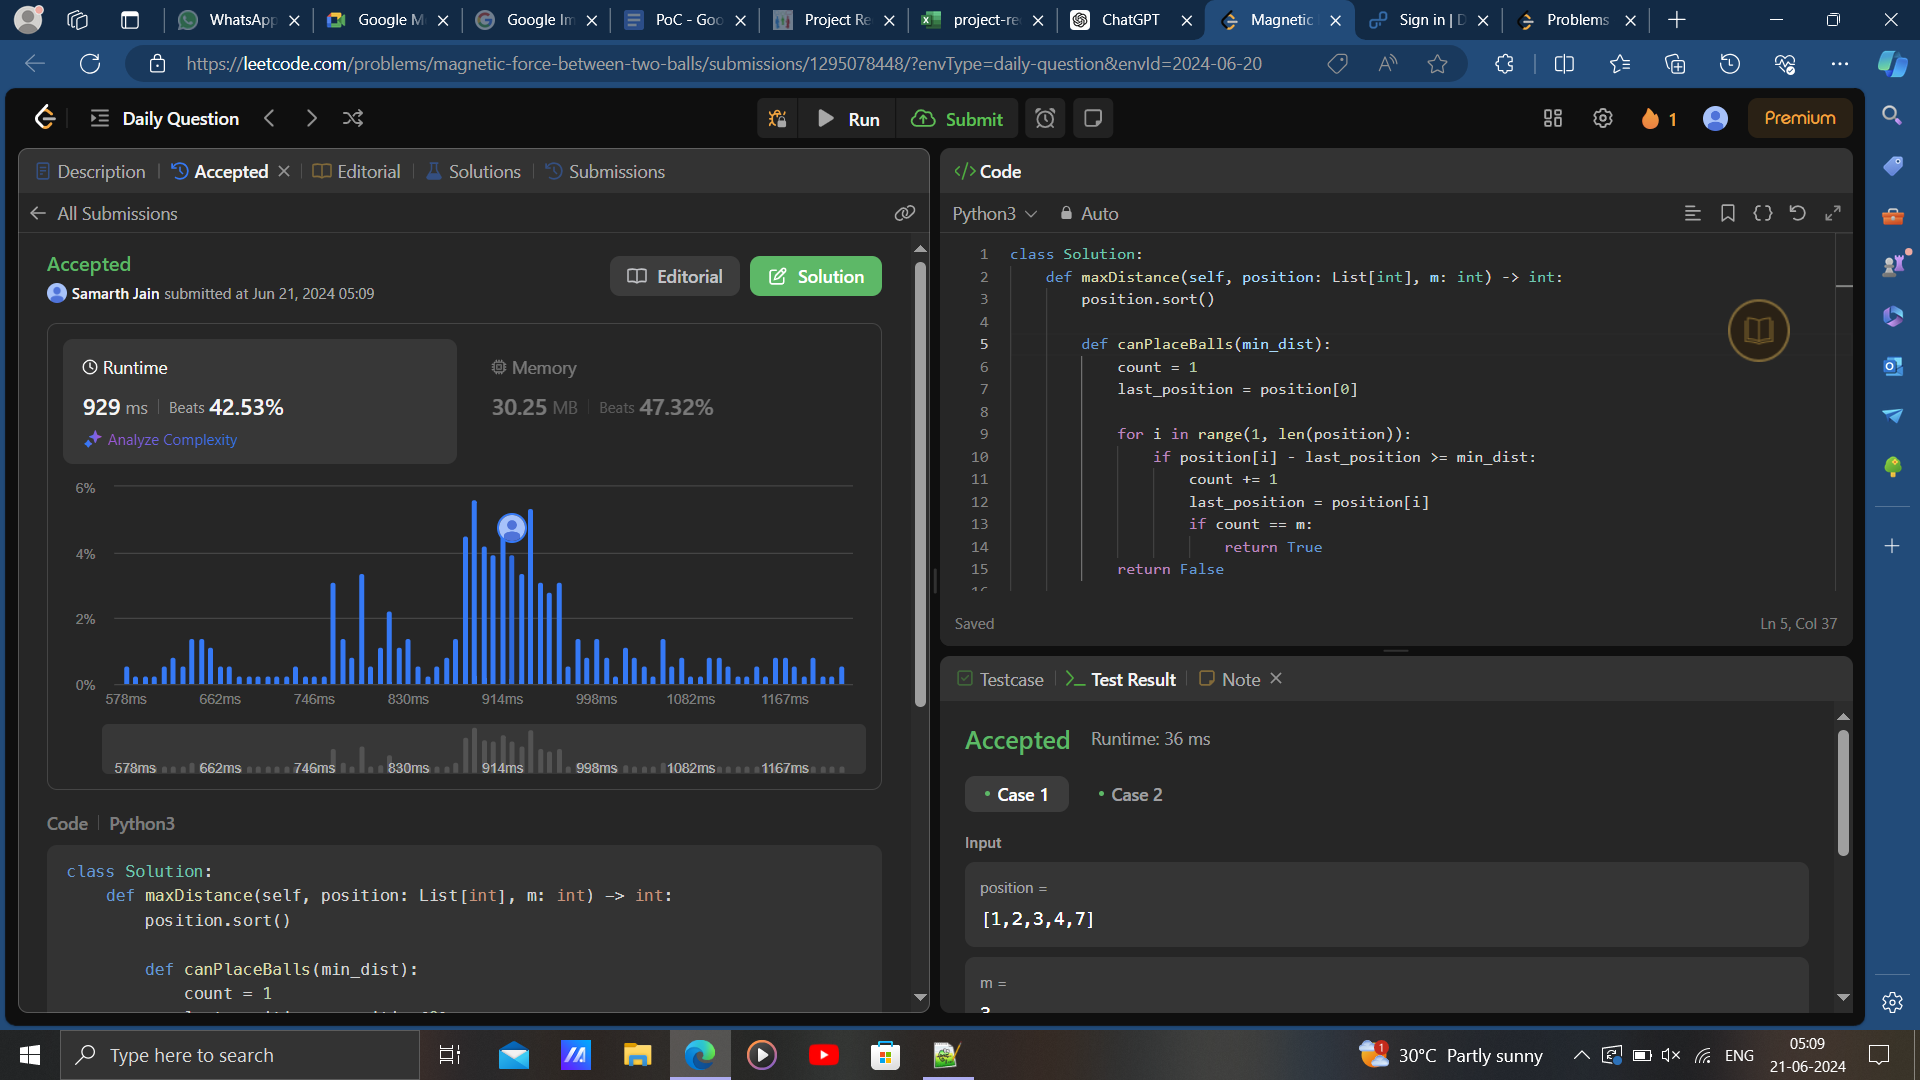 WhatsApp
Google M
Google Im
PoC - Goo
Project Re
project-re
ChatGPT
Magnetic
Sign in | D
Problems
https://leetcode.com/problems/magnetic-force-between-two-balls/submissions/1295078448/?envType=daily-question&envId=2024-06-20
Daily Question
Run
Submit
1
Premium
Description
Accepted
Editorial
Solutions
Submissions
All Submissions
Accepted
Samarth Jain submitted at Jun 21, 2024 05:09
Editorial
Solution
Runtime
929 ms
Beats 42.53%
Analyze Complexity
Memory
30.25 MB
Beats 47.32%
6%
4%
2%
0%
578ms 662ms 746ms 830ms 914ms 998ms 1082ms 1167ms
578ms 662ms 746ms 830ms 914ms 998ms 1082ms 1167ms
Code
Python3
class Solution:
def maxDistance(self, position: List[int], m: int) -> int:
position.sort()
def canPlaceBalls(min_dist):
count = 1
</> Code
Python3
Auto
1 class Solution:
2 def maxDistance(self, position: List[int], m: int) -> int:
3 position.sort()
4
5 def canPlaceBalls(min_dist):
6 count = 1
7 last_position = position[0]
8
9 for i in range(1, len(position)):
10 if position[i] - last_position >= min_dist:
11 count += 1
12 last_position = position[i]
13 if count == m:
14 return True
15 return False
Saved
Ln 5, Col 37
Testcase
Test Result
Note
Accepted
Runtime: 36 ms
Case 1
Case 2
Input
position =
[1,2,3,4,7]
m =
Type here to search
1
30°C Partly sunny
ENG
05:09
21-06-2024